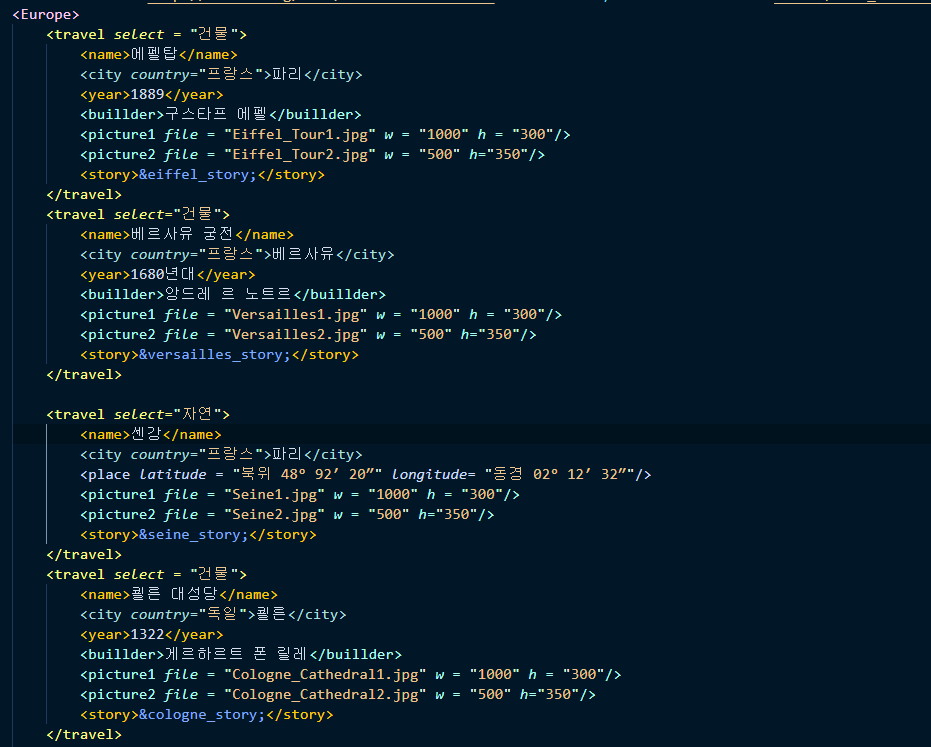 <Europe>
<travel select = "건물">
<name>에펠탑</name>
<city country="프랑스">파리</city>
<year>1889</year>
<buillder>구스타프 에펠</buillder>
<picture1 file = "Eiffel_Tour1.jpg" w = "1000" h = "300"/>
<picture2 file = "Eiffel_Tour2.jpg" w = "500" h="350"/>
<story>&eiffel_story;</story>
</travel>
<travel select="건물">
<name>베르사유 궁전</name>
<city country="프랑스">베르사유</city>
<year>1680년대</year>
<buillder>앙드레 르 노트르</buillder>
<picture1 file = "Versailles1.jpg" w = "1000" h = "300"/>
<picture2 file = "Versailles2.jpg" w = "500" h="350"/>
<story>&versailles_story;</story>
</travel>
<travel select="자연">
<name>센강</name>
<city country="프랑스">파리</city>
<place latitude = "북위 48º 92’ 20”" longitude= "동경 02º 12’ 32”"/>
<picture1 file = "Seine1.jpg" w = "1000" h = "300"/>
<picture2 file = "Seine2.jpg" w = "500" h="350"/>
<story>&seine_story;</story>
</travel>
<travel select = "건물">
<name>쾰른 대성당</name>
<city country="독일">쾰른</city>
<year>1322</year>
<buillder>게르하르트 폰 릴레</buillder>
<picture1 file = "Cologne_Cathedral1.jpg" w = "1000" h = "300"/>
<picture2 file = "Cologne_Cathedral2.jpg" w = "500" h="350"/>
<story>&cologne_story;</story>
</travel>